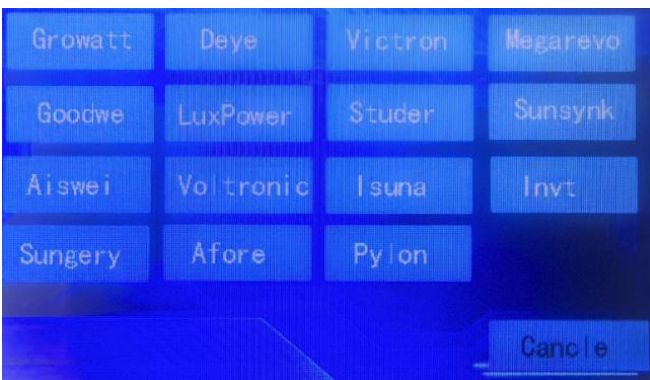 Growatt Deye Victron Megarevo
Goodwe LuxPower Studer Sunsynk
Aiswei Voltronic Isuna Invt
Sungery Afore Pylon
Cancle